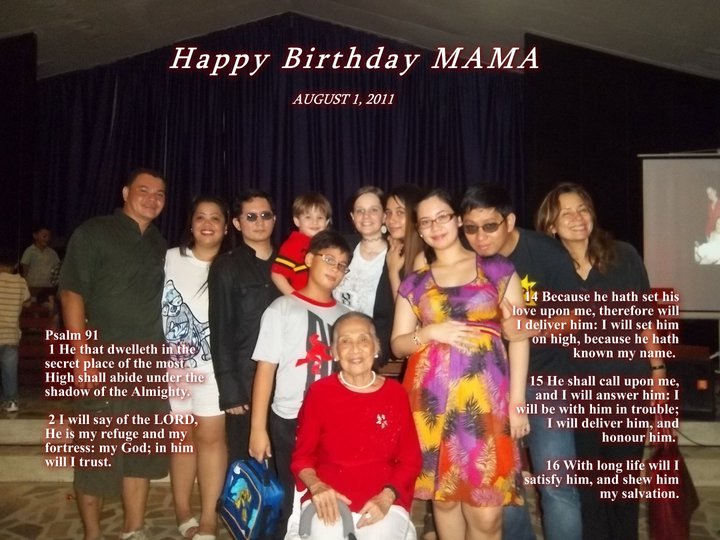 Happy Birthday MAMA
AUGUST 1, 2011
Psalm 91
1 He that dwelleth in the
secret place of the most
High shall abide under the
shadow of the Almighty.
2 I will say of the LORD,
He is my refuge and my
fortress: my God; in him
will I trust.
14 Because he hath set his
love upon me, therefore will
I deliver him: I will set him
on high, because he hath
known my name.
15 He shall call upon me,
and I will answer him: I
will be with him in trouble;
I will deliver him, and
honour him.
16 With long life will I
satisfy him, and shew him
my salvation.